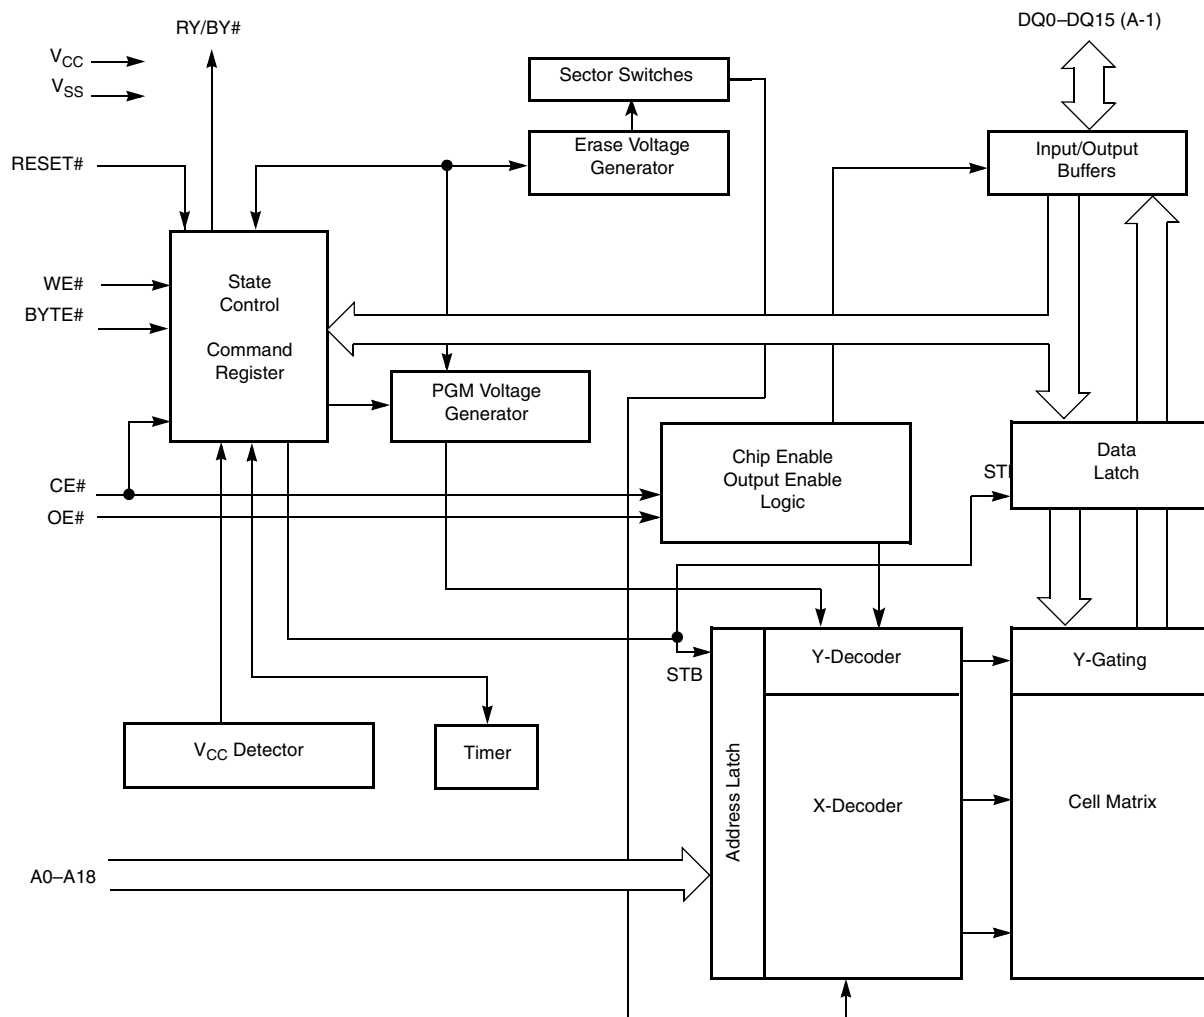 RY/BY#
DQ0–DQ15 (A-1)
VCC
VSS
Sector Switches
Erase Voltage
Generator
Input/Output
Buffers
RESET#
WE#
BYTE#
State
Control
Command
Register
PGM Voltage
Generator
Chip Enable
Output Enable
Logic
Data
Latch
CE#
OE#
STB
Y-Decoder
Y-Gating
VCC Detector
Timer
Address Latch
X-Decoder
Cell Matrix
A0–A18